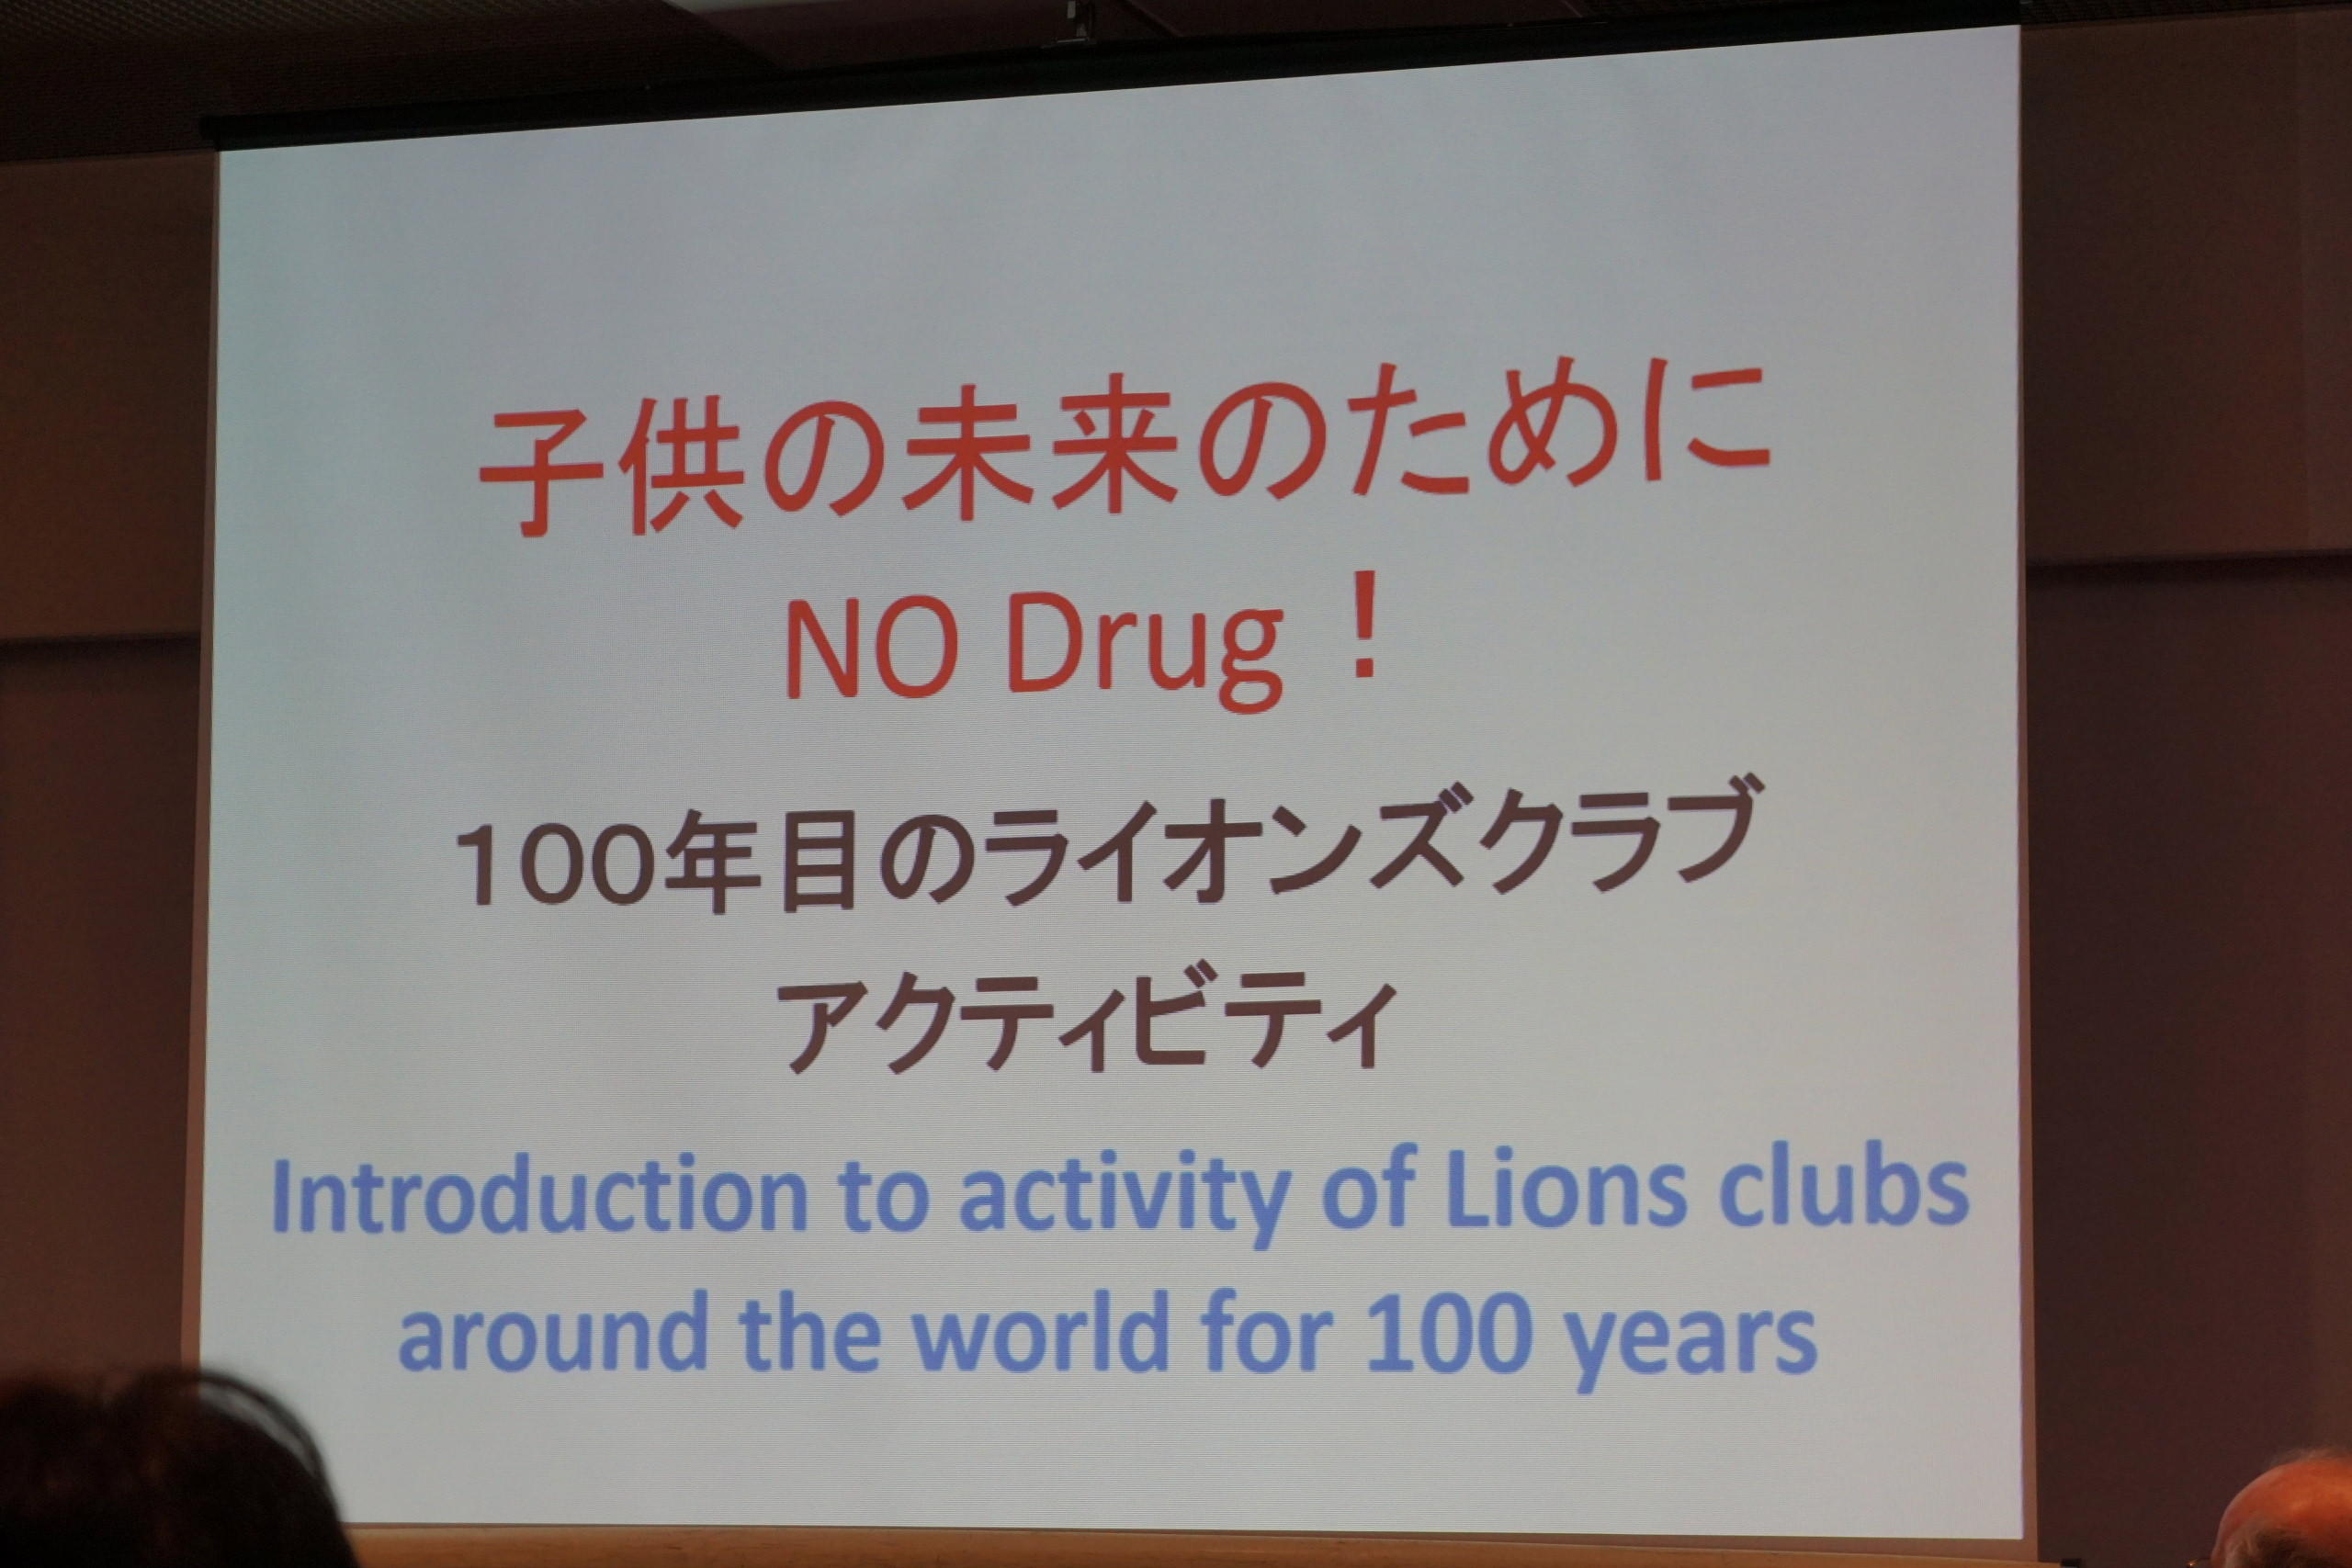 子供の未来のために
NO Drug！
１００年目のライオンズクラブ
アクティビティ
Introduction to activity of Lions clubs
around the world for 100 years